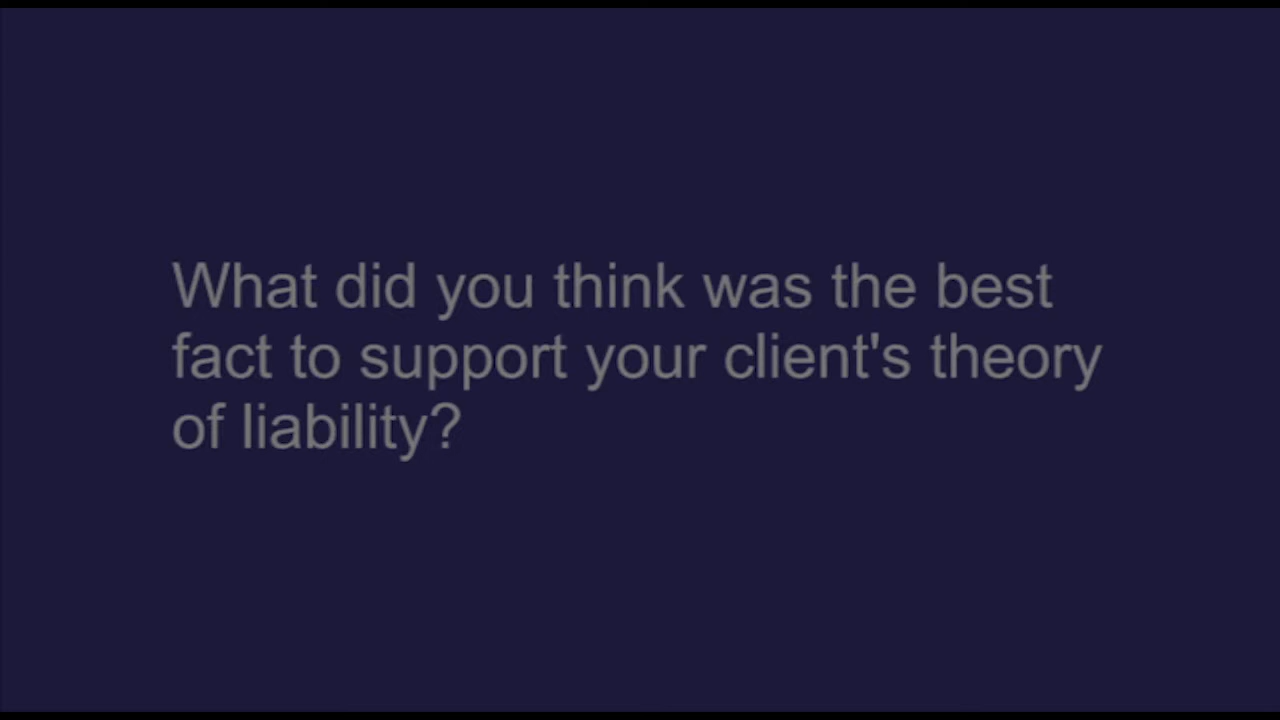 What did you think was the best
fact to support your client's theory
of liability?